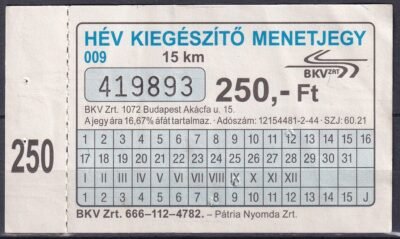 HÉV KIEGÉSZÍTŐ MENETJEGY
009 15 km
BKV ZRT
419893 250,- Ft
BKV Zrt. 1072 Budapest Akácfa u. 15.
A jegy ára 16,67% áfát tartalmaz. · Adószám: 12154481-2-44 · SZJ: 60.21
250
1 2 3 4 5 6 7 8 9 10 11 12 13 14 15 16
17 18 19 20 21 22 23 24 25 26 27 28 29 30 31
I II III IV V VI VII VIII IX X XI XII
1 2 3 4 5 6 7 8 9 10 11 12 13 14 15 J
BKV Zrt. 666-112-4782. - Pátria Nyomda Zrt.